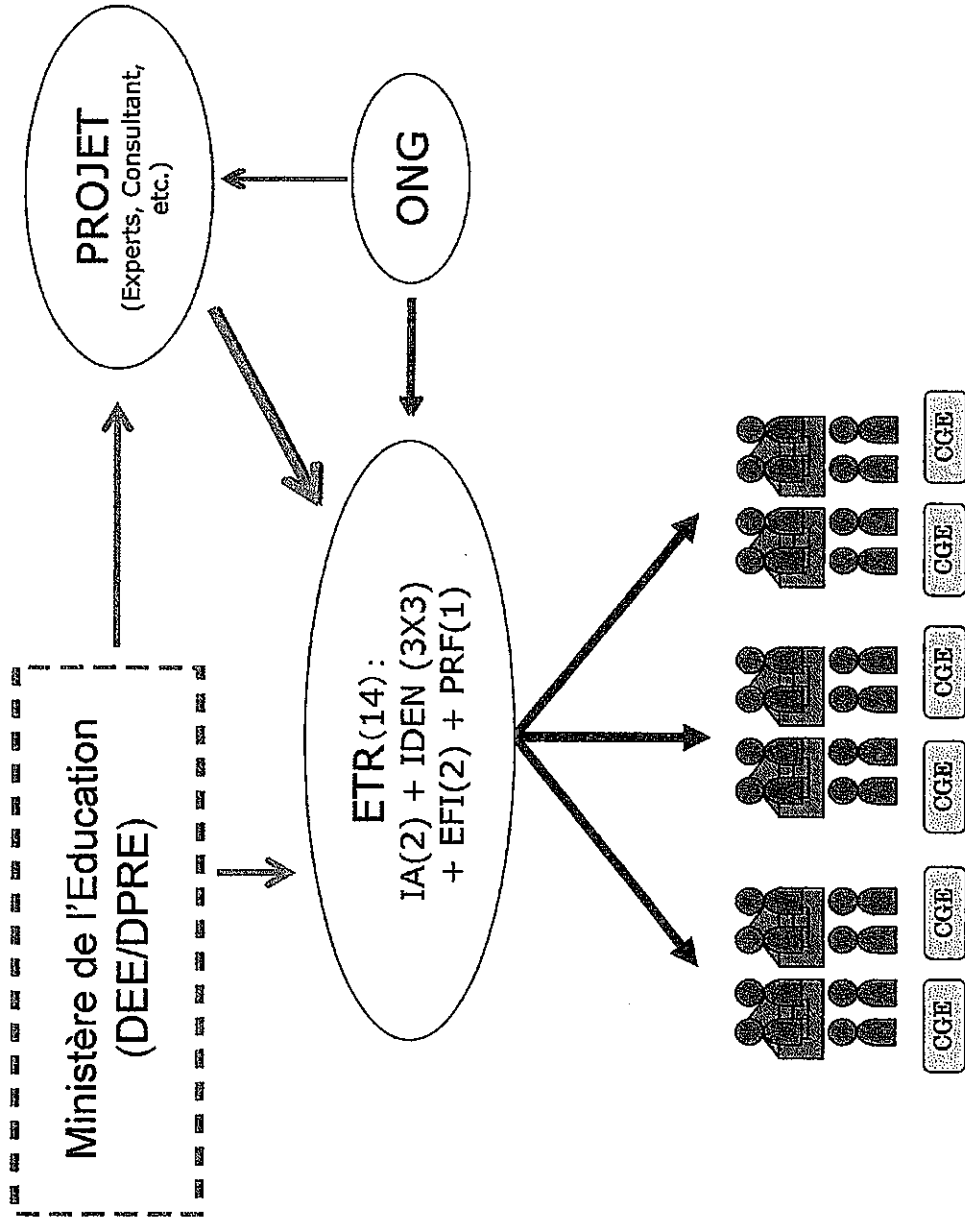 Ministère de l'Education
(DEE/DPRE)
PROJET
(Experts, Consultant,
etc.)
ONG
ETR(14):
IA(2) + IDEN (3X3)
+ EFI(2) + PRF(1)
CGE
CGE
CGE
CGE
CGE
CGE